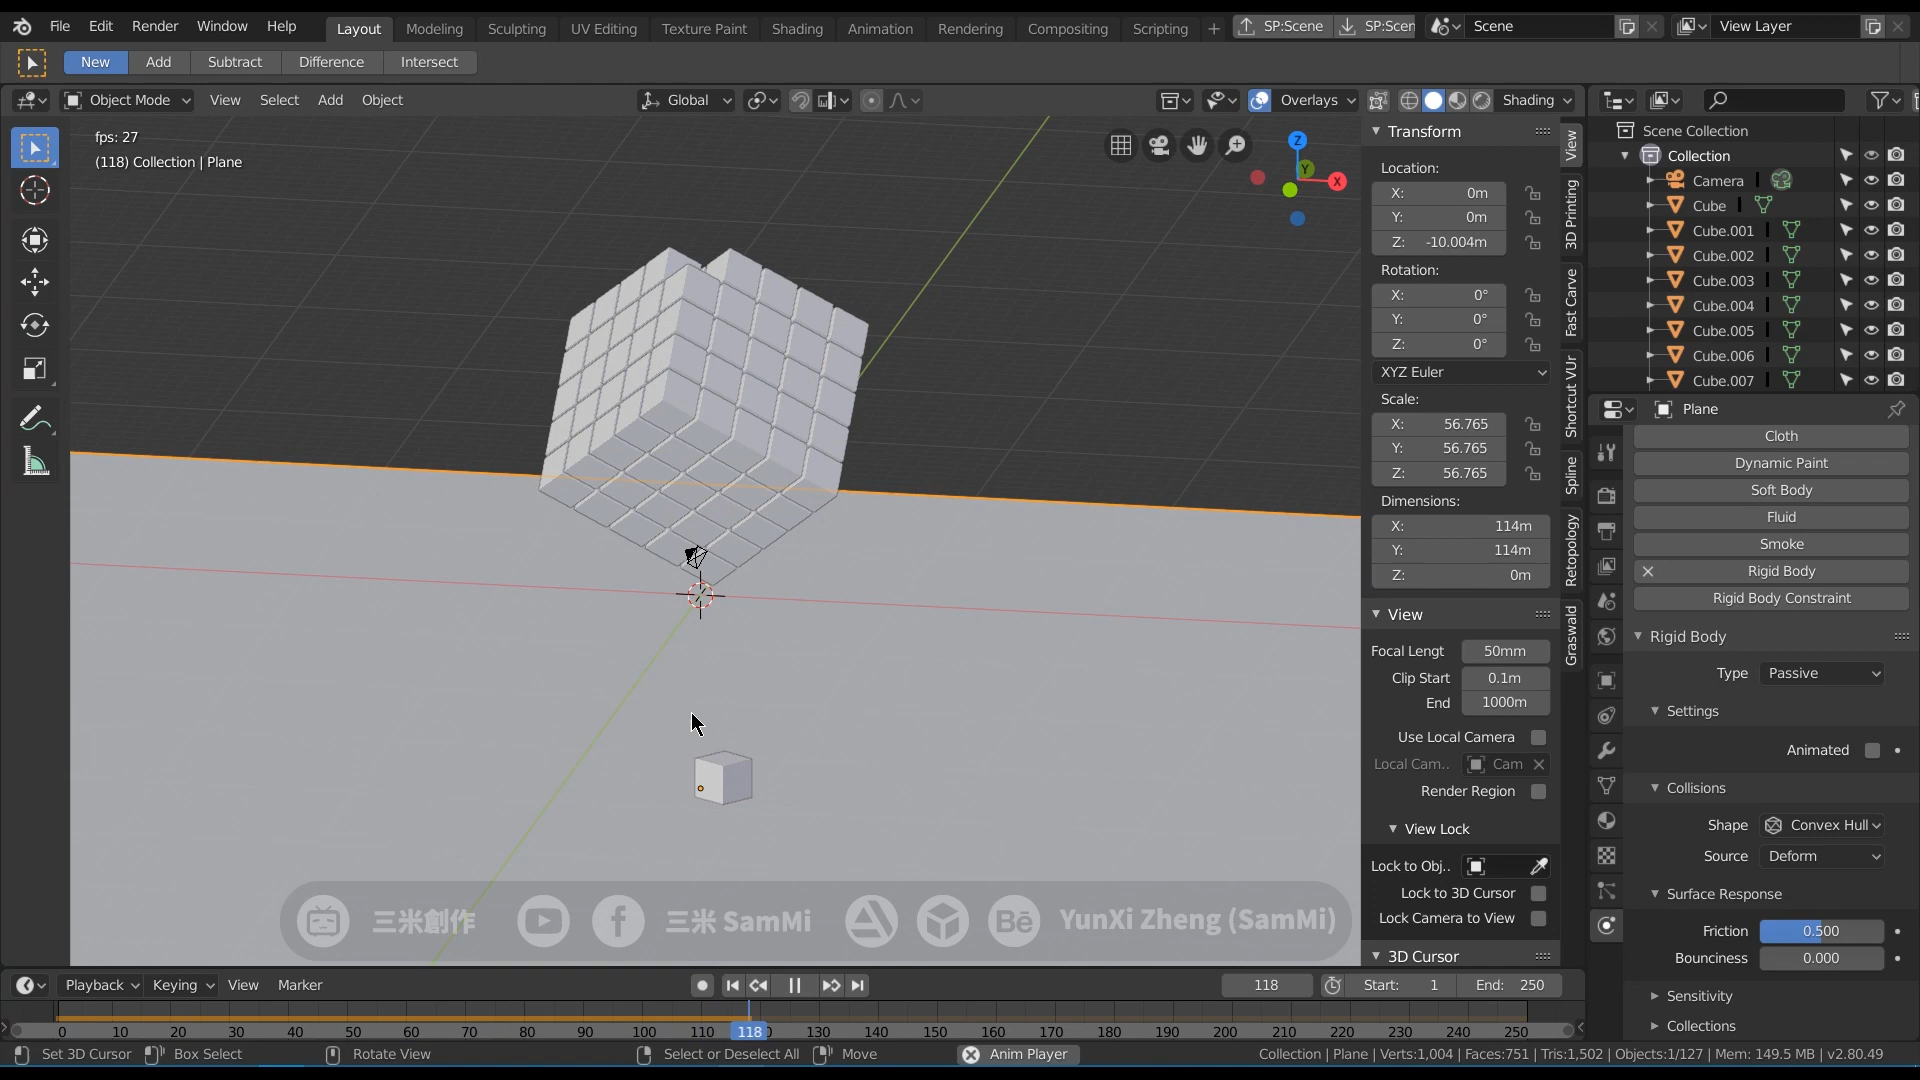 File Edit Render Window Help Layout Modeling Sculpting UV Editing Texture Paint Shading Animation Rendering Compositing Scripting + SP:Scene SP:Scen Scene View Layer
New Add Subtract Difference Intersect
Object Mode View Select Add Object Global Overlays Shading
fps: 27
(118) Collection | Plane
Z
Y
X
Transform
Location:
X: 0m
Y: 0m
Z: -10.004m
Rotation:
X: 0°
Y: 0°
Z: 0°
XYZ Euler
Scale:
X: 56.765
Y: 56.765
Z: 56.765
Dimensions:
X: 114m
Y: 114m
Z: 0m
View
Focal Lengt 50mm
Clip Start 0.1m
End 1000m
Use Local Camera
Local Cam.. Cam
Render Region
View Lock
Lock to Obj..
Lock to 3D Cursor
Lock Camera to View
3D Cursor
View
3D Printing
Fast Carve
Shortcut VUr
Spline
Retopology
Graswald
Scene Collection
Collection
Camera
Cube
Cube.001
Cube.002
Cube.003
Cube.004
Cube.005
Cube.006
Cube.007
Plane
Cloth
Dynamic Paint
Soft Body
Fluid
Smoke
Rigid Body
Rigid Body Constraint
Rigid Body
Type Passive
Settings
Animated
Collisions
Shape Convex Hull
Source Deform
Surface Response
Friction 0.500
Bounciness 0.000
Sensitivity
Collections
三米創作 三米 SamMi Bē YunXi Zheng (SamMi)
Playback Keying View Marker 118 Start: 1 End: 250
0 10 20 30 40 50 60 70 80 90 100 110 118 130 140 150 160 170 180 190 200 210 220 230 240 250
Set 3D Cursor Box Select Rotate View Select or Deselect All Move Anim Player Collection | Plane | Verts:1,004 | Faces:751 | Tris:1,502 | Objects:1/127 | Mem: 149.5 MB | v2.80.49